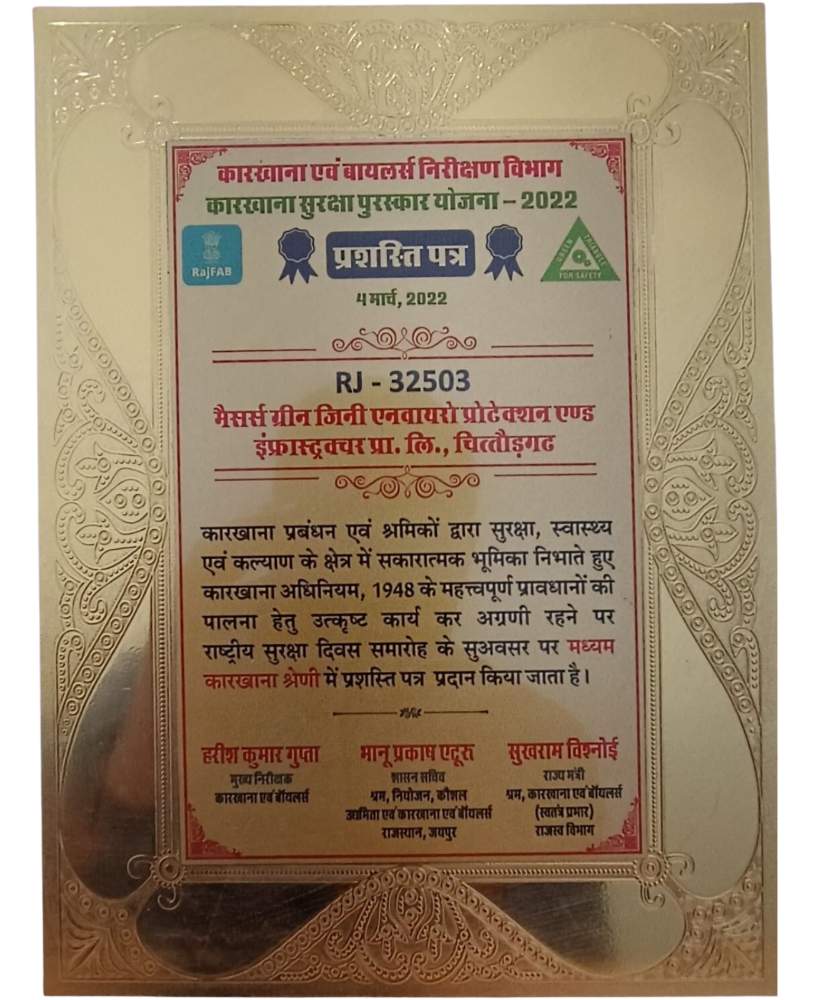 कारखाना एवं बायलर्स निरीक्षण विभाग
कारखाना सुरक्षा पुरस्कार योजना – 2022
RajFAB
प्रशस्ति पत्र
GREEN TRIANGLE
FOR SAFETY
4 मार्च, 2022
RJ - 32503
मैसर्स ग्रीन जिनी एनवायरो प्रोटेक्शन एण्ड
इंफ्रास्ट्रक्चर प्रा. लि., चित्तौड़गढ
कारखाना प्रबंधन एवं श्रमिकों द्वारा सुरक्षा, स्वास्थ्य
एवं कल्याण के क्षेत्र में सकारात्मक भूमिका निभाते हुए
कारखाना अधिनियम, 1948 के महत्त्वपूर्ण प्रावधानों की
पालना हेतु उत्कृष्ट कार्य कर अग्रणी रहने पर
राष्ट्रीय सुरक्षा दिवस समारोह के सुअवसर पर मध्यम
कारखाना श्रेणी में प्रशस्ति पत्र प्रदान किया जाता है।
हरीश कुमार गुप्ता
मुख्य निरीक्षक
कारखाना एवं बॉयलर्स
भानू प्रकाष एटूरू
शासन सचिव
श्रम, नियोजन, कौशल
उद्यमिता एवं कारखाना एवं बॉयलर्स
राजस्थान, जयपुर
सुखराम विश्नोई
राज्य मंत्री
श्रम, कारखाना एवं बॉयलर्स
(स्वतंत्र प्रभार)
राजस्व विभाग